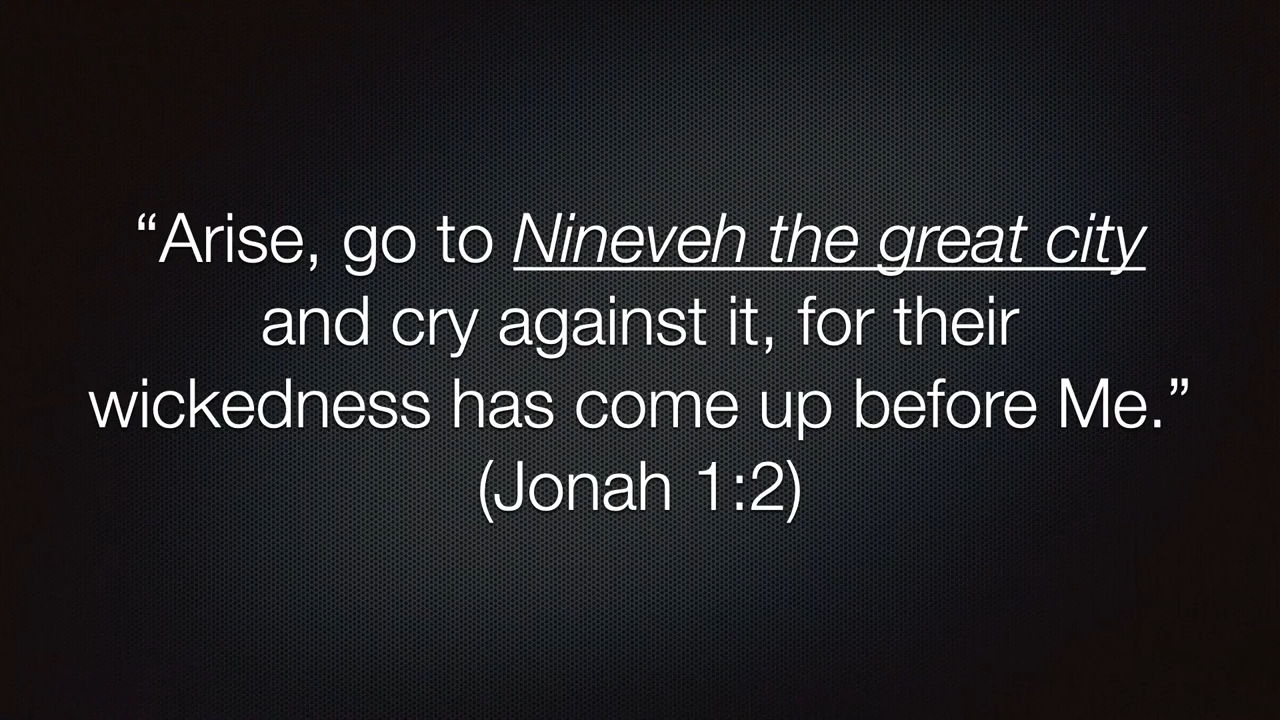 “Arise, go to Nineveh the great city
and cry against it, for their
wickedness has come up before Me.”
(Jonah 1:2)